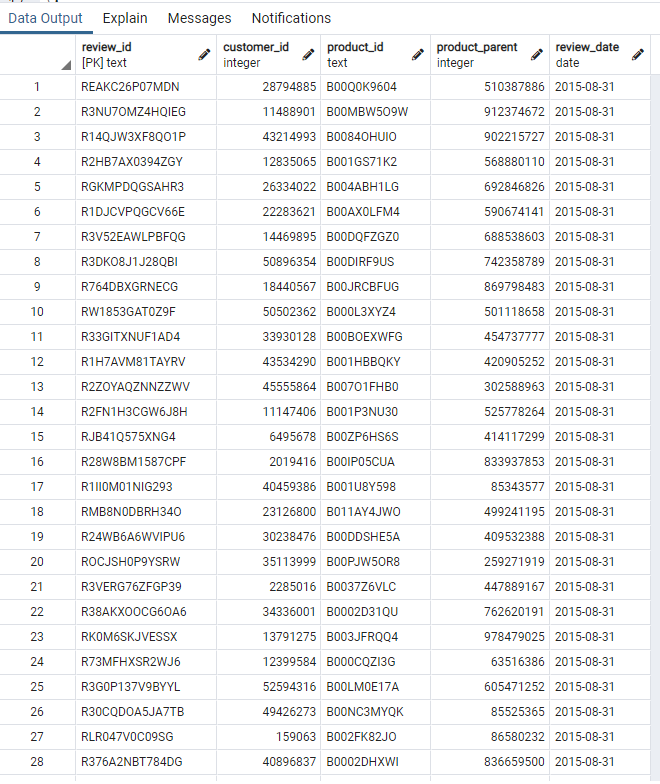 Data Output Explain Messages Notifications
review_id customer_id product_id product_parent review_date
[PK] text integer text integer date
1 REAKC26P07MDN 28794885 B00Q0K9604 510387886 2015-08-31
2 R3NU7OMZ4HQIEG 11488901 B00MBW5O9W 912374672 2015-08-31
3 R14QJW3XF8QO1P 43214993 B0084OHUIO 902215727 2015-08-31
4 R2HB7AX0394ZGY 12835065 B001GS71K2 568880110 2015-08-31
5 RGKMPDQGSAHR3 26334022 B004ABH1LG 692846826 2015-08-31
6 R1DJCVPQGCV66E 22283621 B00AX0LFM4 590674141 2015-08-31
7 R3V52EAWLPBFQG 14469895 B00DQFZGZ0 688538603 2015-08-31
8 R3DKO8J1J28QBI 50896354 B00DIRF9US 742358789 2015-08-31
9 R764DBXGRNECG 18440567 B00JRCBFUG 869798483 2015-08-31
10 RW1853GAT0Z9F 50502362 B000L3XYZ4 501118658 2015-08-31
11 R33GITXNUF1AD4 33930128 B00BOEXWFG 454737777 2015-08-31
12 R1H7AVM81TAYRV 43534290 B001HBBQKY 420905252 2015-08-31
13 R2ZOYAQZNNZZWV 45555864 B007O1FHB0 302588963 2015-08-31
14 R2FN1H3CGW6J8H 11147406 B001P3NU30 525778264 2015-08-31
15 RJB41Q575XNG4 6495678 B00ZP6HS6S 414117299 2015-08-31
16 R28W8BM1587CPF 2019416 B00IP05CUA 833937853 2015-08-31
17 R1II0M01NIG293 40459386 B001U8Y598 85343577 2015-08-31
18 RMB8N0DBRH34O 23126800 B011AY4JWO 499241195 2015-08-31
19 R24WB6A6WVIPU6 30238476 B00DDSHE5A 409532388 2015-08-31
20 ROCJSH0P9YSRW 35113999 B00PJW5OR8 259271919 2015-08-31
21 R3VERG76ZFGP39 2285016 B0037Z6VLC 447889167 2015-08-31
22 R38AKXOOCG6OA6 34336001 B0002D31QU 762620191 2015-08-31
23 RK0M6SKJVESSX 13791275 B003JFRQQ4 978479025 2015-08-31
24 R73MFHXSR2WJ6 12399584 B000CQZI3G 63516386 2015-08-31
25 R3G0P137V9BYYL 52594316 B00LM0E17A 605471252 2015-08-31
26 R30CQDOA5JA7TB 49426273 B00NC3MYQK 85525365 2015-08-31
27 RLR047V0C09SG 159063 B002FK82JO 86580232 2015-08-31
28 R376A2NBT784DG 40896837 B0002DHXWI 836659500 2015-08-31